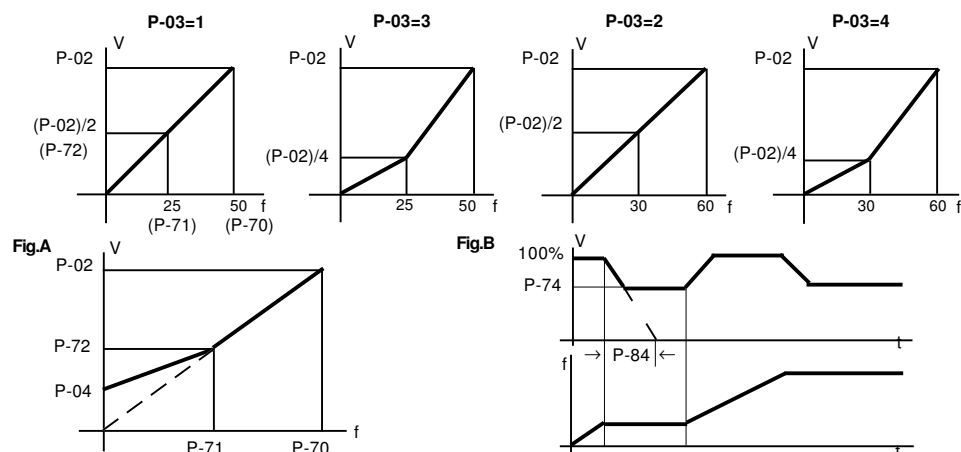 P-03=1
V
P-02
(P-02)/2
(P-72)
25
50
f
(P-71)
(P-70)
P-03=3
V
P-02
(P-02)/4
25
50
f
P-03=2
V
P-02
(P-02)/2
30
60
f
P-03=4
V
P-02
(P-02)/4
30
60
f
Fig.A
V
P-02
P-72
P-04
P-71
P-70
f
Fig.B
V
100%
P-74
→ P-84 ←
t
f
t